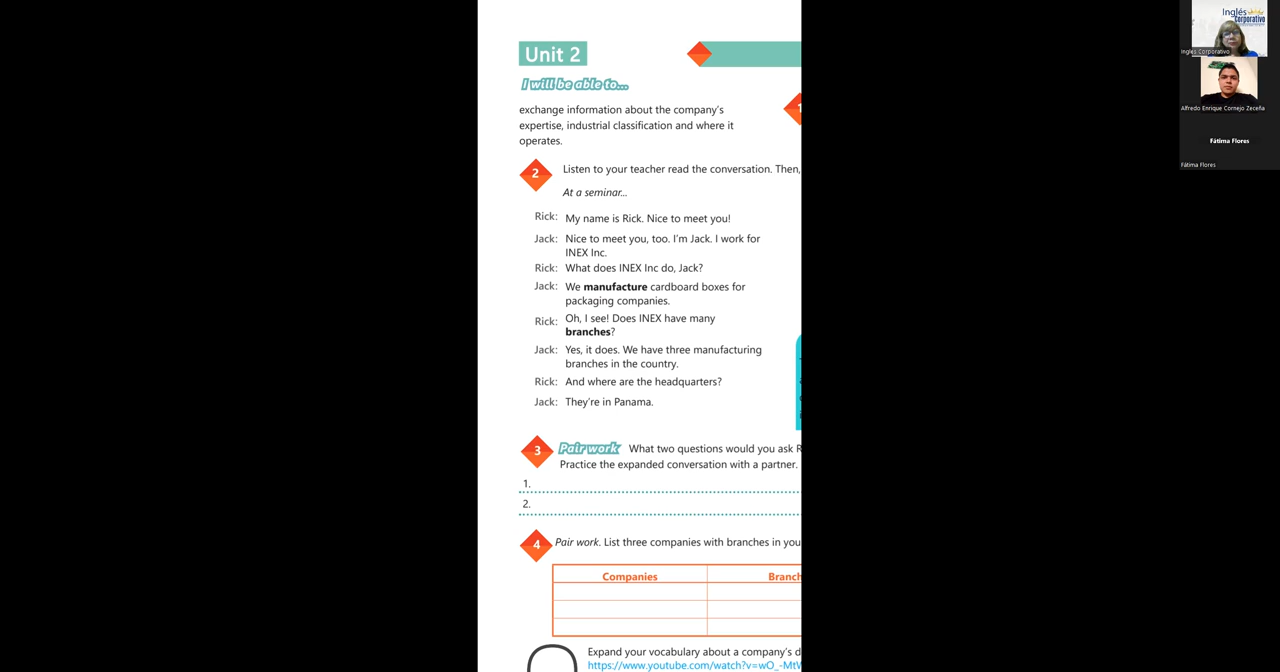 Unit 2
I will be able to...
exchange information about the company's
expertise, industrial classification and where it
operates.
1
2
Listen to your teacher read the conversation. Then,
At a seminar...
Rick: My name is Rick. Nice to meet you!
Jack: Nice to meet you, too. I'm Jack. I work for
INEX Inc.
Rick: What does INEX Inc do, Jack?
Jack: We manufacture cardboard boxes for
packaging companies.
Rick: Oh, I see! Does INEX have many
branches?
Jack: Yes, it does. We have three manufacturing
branches in the country.
Rick: And where are the headquarters?
Jack: They're in Panama.
3
Pair work What two questions would you ask R
Practice the expanded conversation with a partner.
1.
2.
4
Pair work. List three companies with branches in you
Companies Branch
Expand your vocabulary about a company's d
https://www.youtube.com/watch?v=wO_-MtW
Inglés
Corporativo
Inglés Corporativo
Alfredo Enrique Cornejo Zeceña
Fátima Flores
Fátima Flores